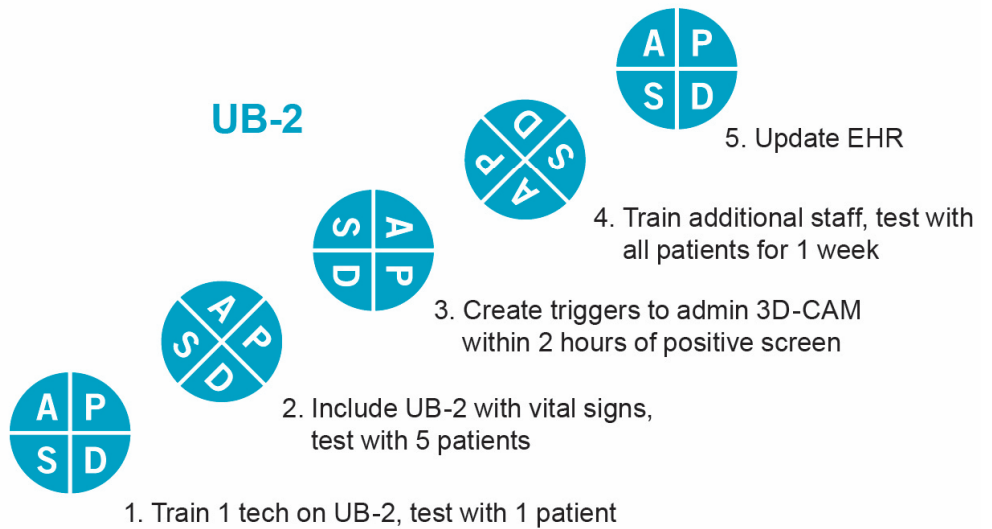 A P
S D
UB-2
5. Update EHR
D
S
P
A
4. Train additional staff, test with
all patients for 1 week
S A
D P
3. Create triggers to admin 3D-CAM
within 2 hours of positive screen
A
S P
D
2. Include UB-2 with vital signs,
test with 5 patients
A P
S D
1. Train 1 tech on UB-2, test with 1 patient